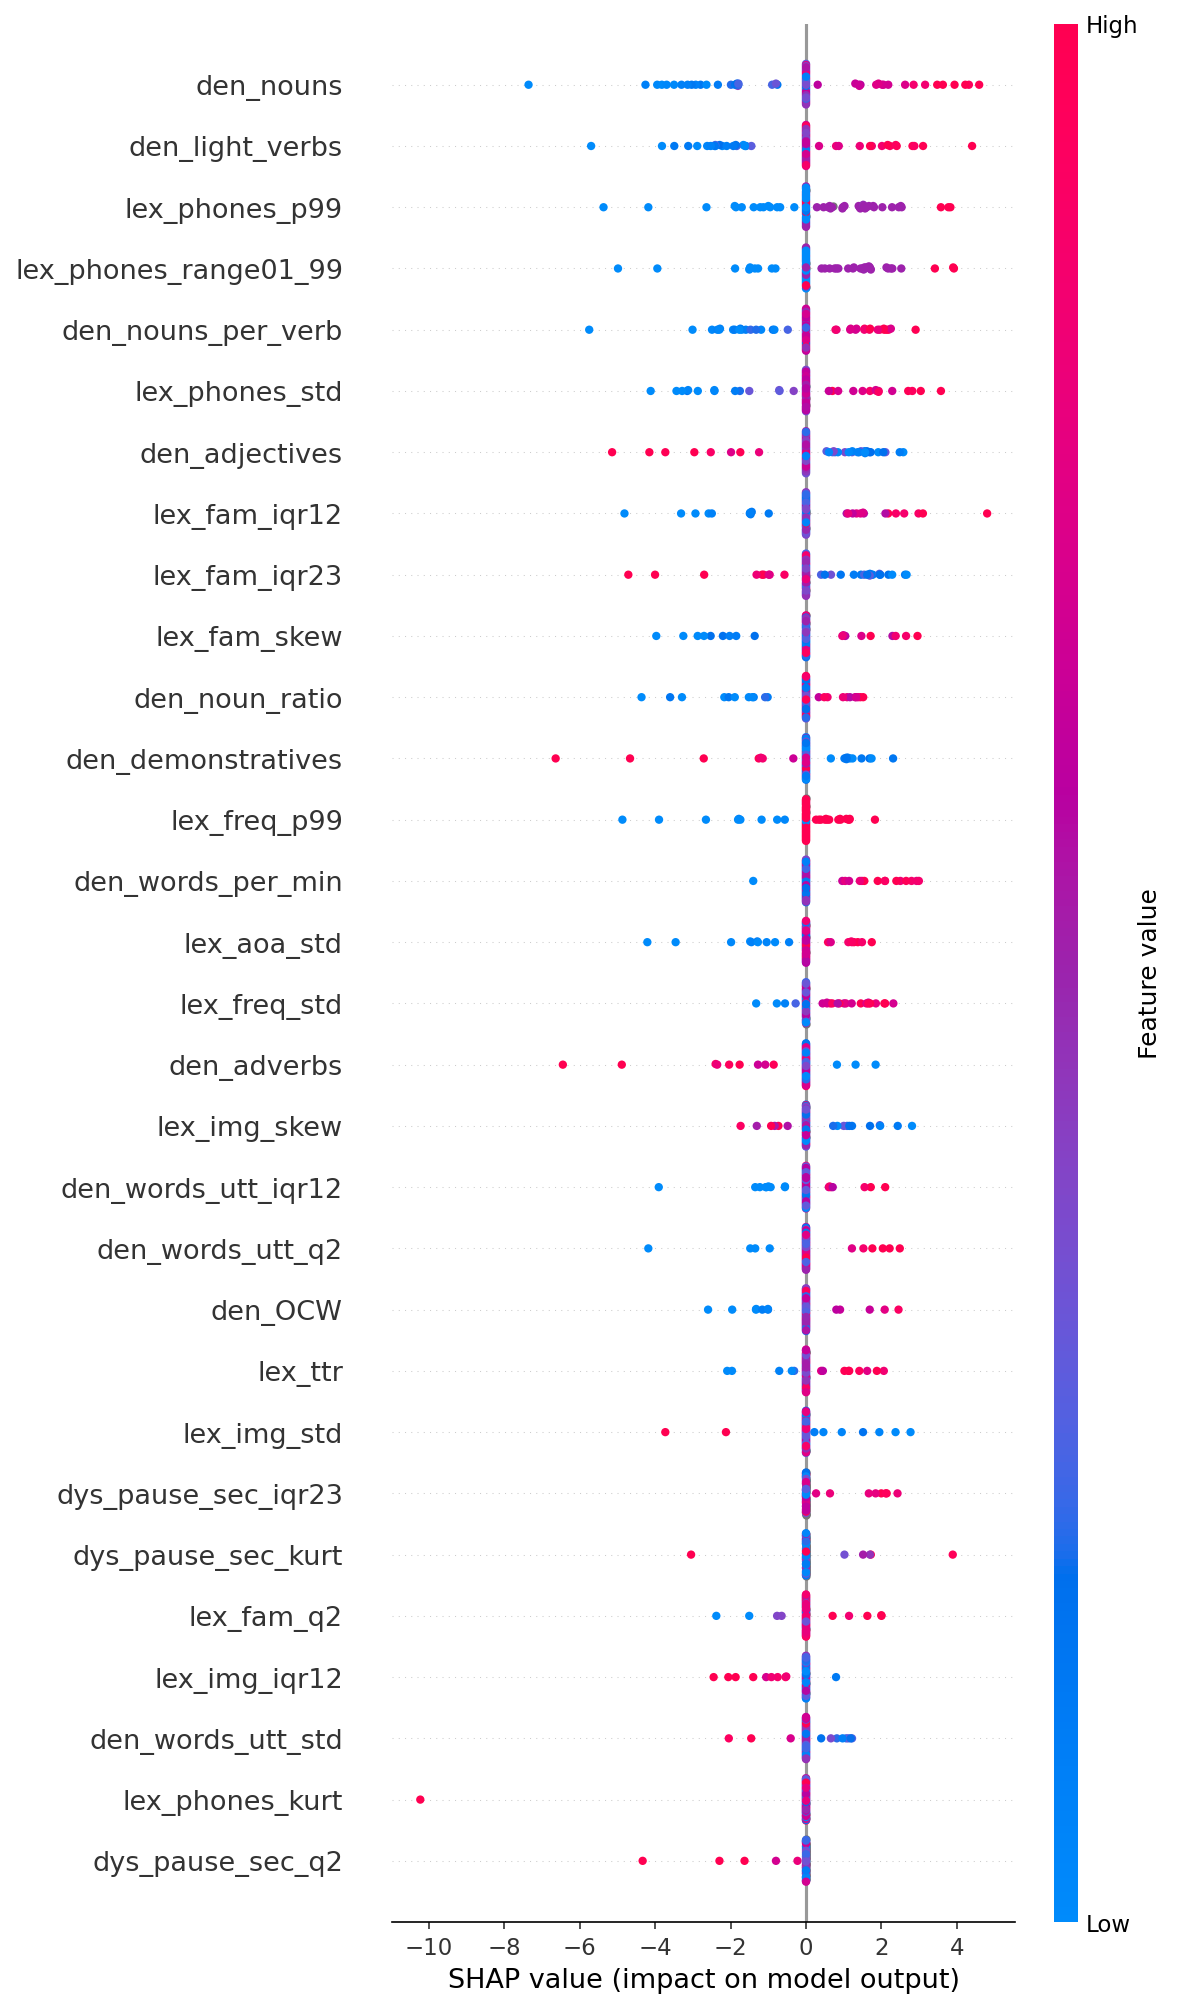 High
den_nouns
den_light_verbs
lex_phones_p99
lex_phones_range01_99
den_nouns_per_verb
lex_phones_std
den_adjectives
lex_fam_iqr12
lex_fam_iqr23
lex_fam_skew
den_noun_ratio
den_demonstratives
lex_freq_p99
den_words_per_min
lex_aoa_std
lex_freq_std
den_adverbs
lex_img_skew
den_words_utt_iqr12
den_words_utt_q2
den_OCW
lex_ttr
lex_img_std
dys_pause_sec_iqr23
dys_pause_sec_kurt
lex_fam_q2
lex_img_iqr12
den_words_utt_std
lex_phones_kurt
dys_pause_sec_q2
Feature value
Low
−10 −8 −6 −4 −2 0 2 4
SHAP value (impact on model output)